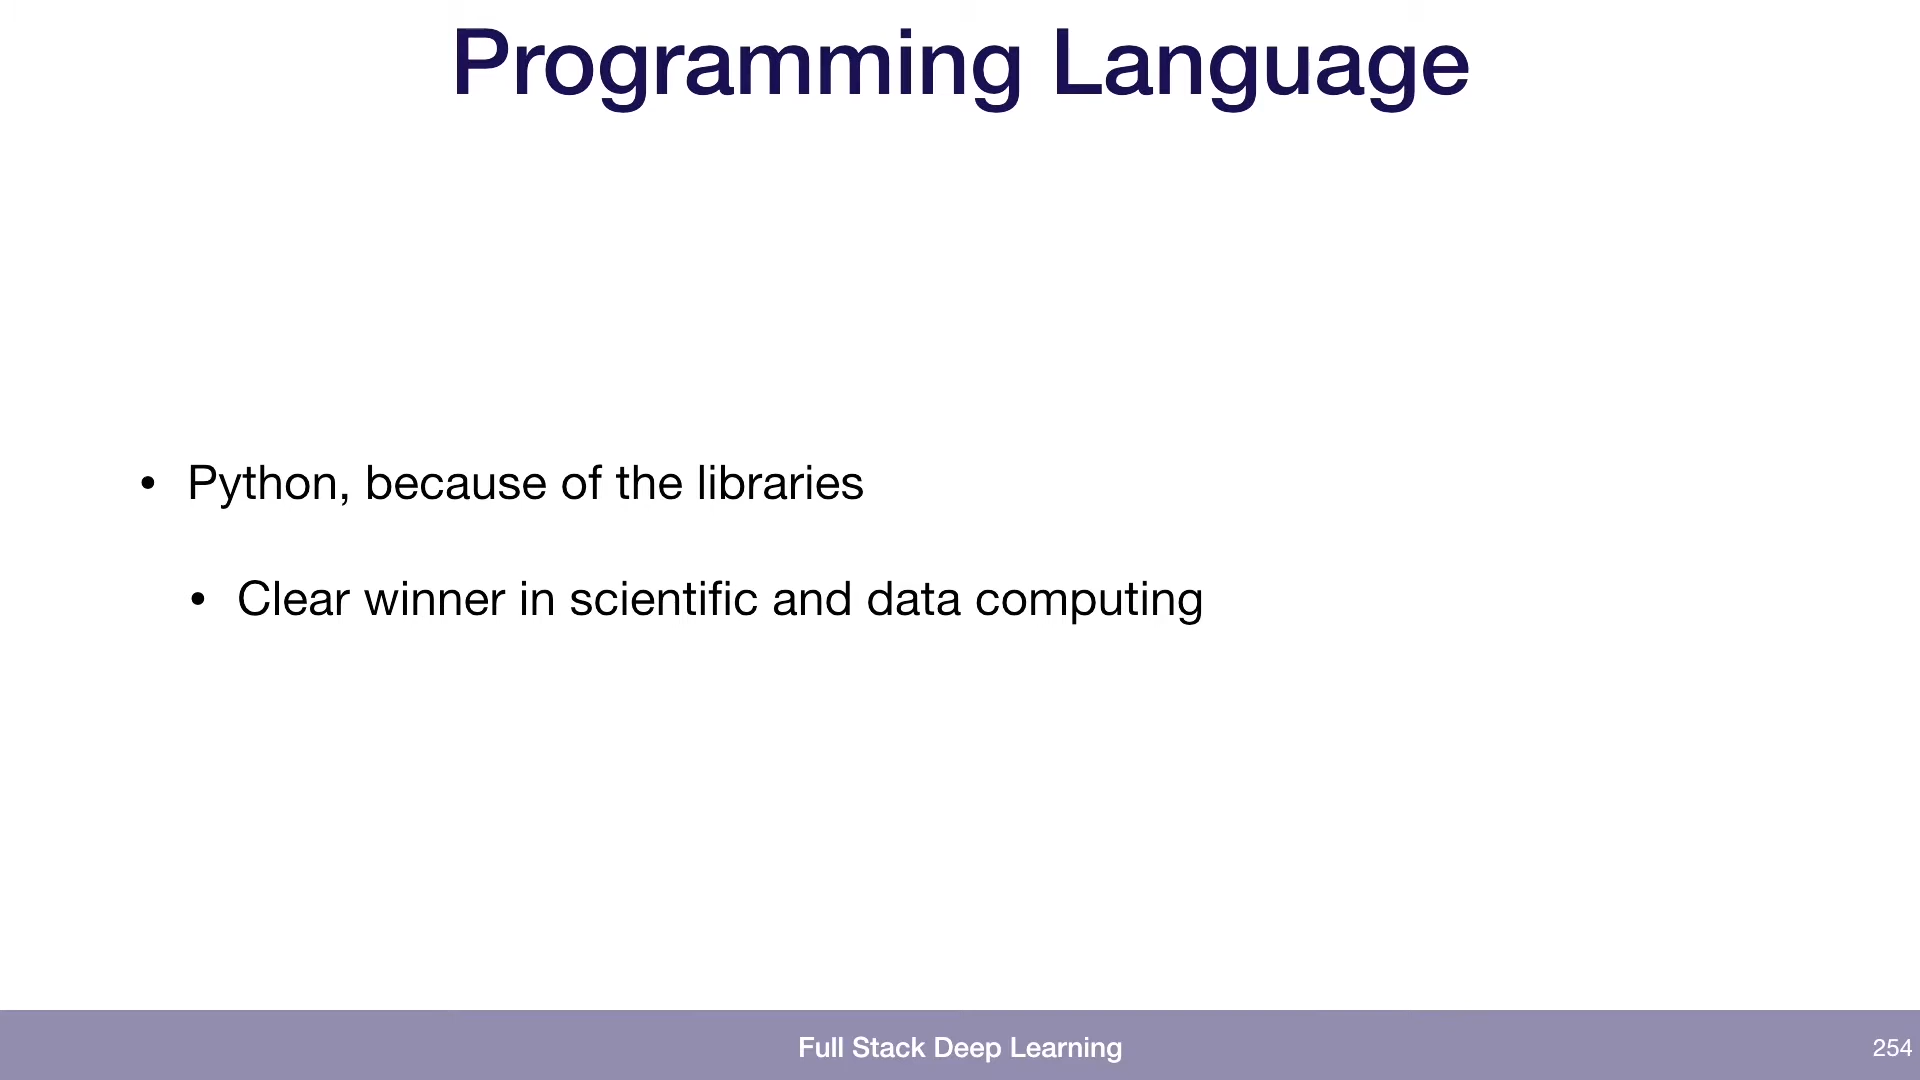 Programming Language
• Python, because of the libraries
• Clear winner in scientific and data computing
Full Stack Deep Learning
254